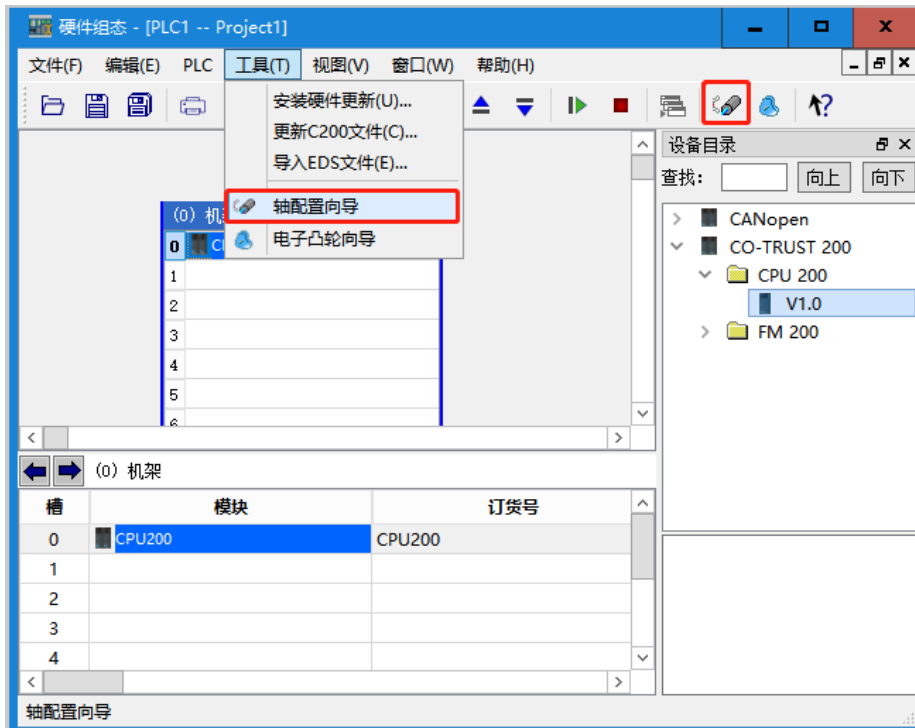 硬件组态 - [PLC1 -- Project1]
文件(F) 编辑(E) PLC 工具(T) 视图(V) 窗口(W) 帮助(H)
安装硬件更新(U)...
更新C200文件(C)...
导入EDS文件(E)...
轴配置向导
电子凸轮向导
(0) 机
0 C
1
2
3
4
5
设备目录
查找: 向上 向下
CANopen
CO-TRUST 200
CPU 200
V1.0
FM 200
(0) 机架
槽 模块 订货号
0 CPU200 CPU200
1
2
3
4
轴配置向导